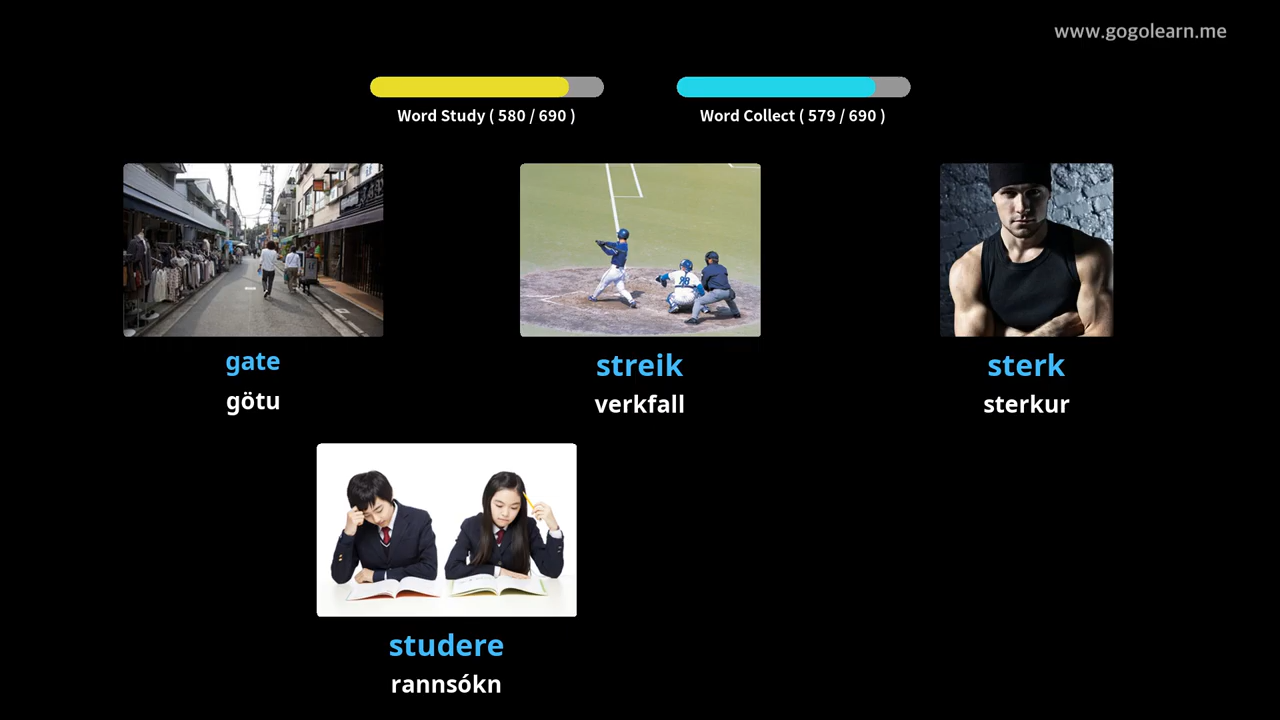 www.gogolearn.me
Word Study ( 580 / 690 )
Word Collect ( 579 / 690 )
gate
götu
streik
verkfall
sterk
sterkur
studere
rannsókn